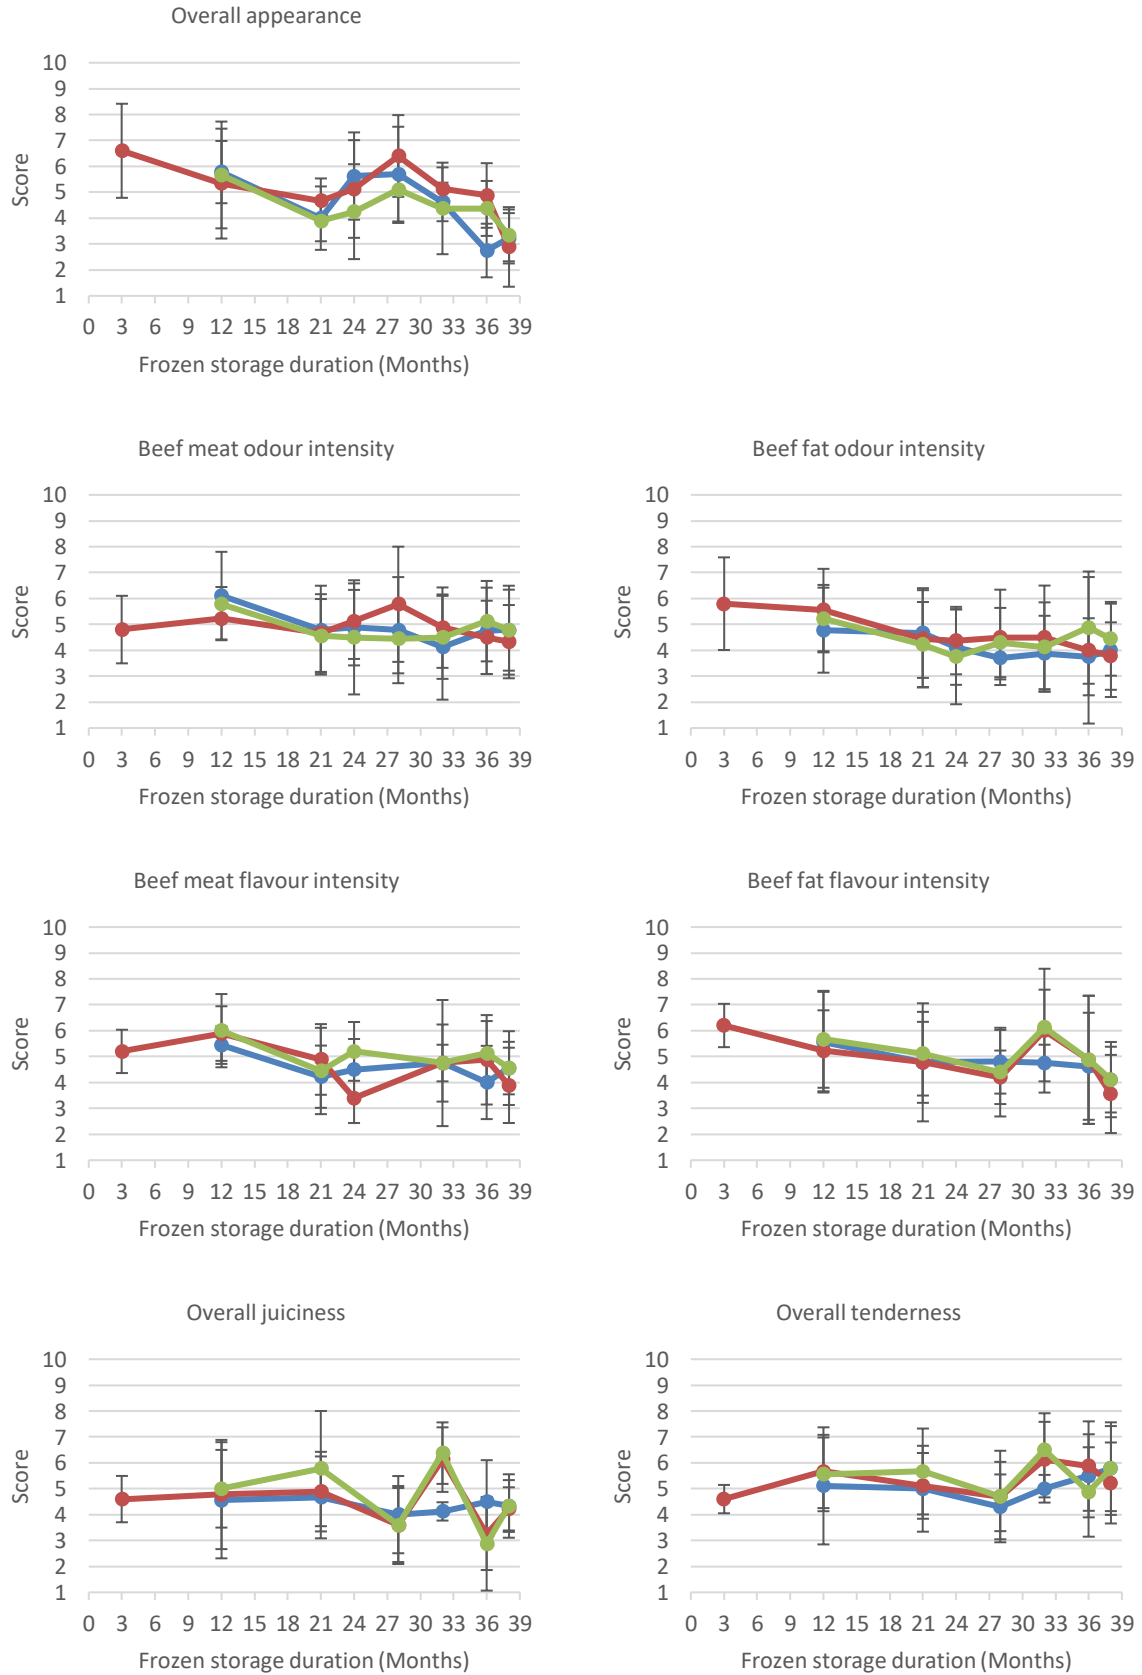 Overall appearance
10
9
8
7
6
5
4
3
2
1
Score
0 3 6 9 12 15 18 21 24 27 30 33 36 39
Frozen storage duration (Months)
Beef meat odour intensity
10
9
8
7
6
5
4
3
2
1
Score
0 3 6 9 12 15 18 21 24 27 30 33 36 39
Frozen storage duration (Months)
Beef fat odour intensity
10
9
8
7
6
5
4
3
2
1
Score
0 3 6 9 12 15 18 21 24 27 30 33 36 39
Frozen storage duration (Months)
Beef meat flavour intensity
10
9
8
7
6
5
4
3
2
1
Score
0 3 6 9 12 15 18 21 24 27 30 33 36 39
Frozen storage duration (Months)
Beef fat flavour intensity
10
9
8
7
6
5
4
3
2
1
Score
0 3 6 9 12 15 18 21 24 27 30 33 36 39
Frozen storage duration (Months)
Overall juiciness
10
9
8
7
6
5
4
3
2
1
Score
0 3 6 9 12 15 18 21 24 27 30 33 36 39
Frozen storage duration (Months)
Overall tenderness
10
9
8
7
6
5
4
3
2
1
Score
0 3 6 9 12 15 18 21 24 27 30 33 36 39
Frozen storage duration (Months)